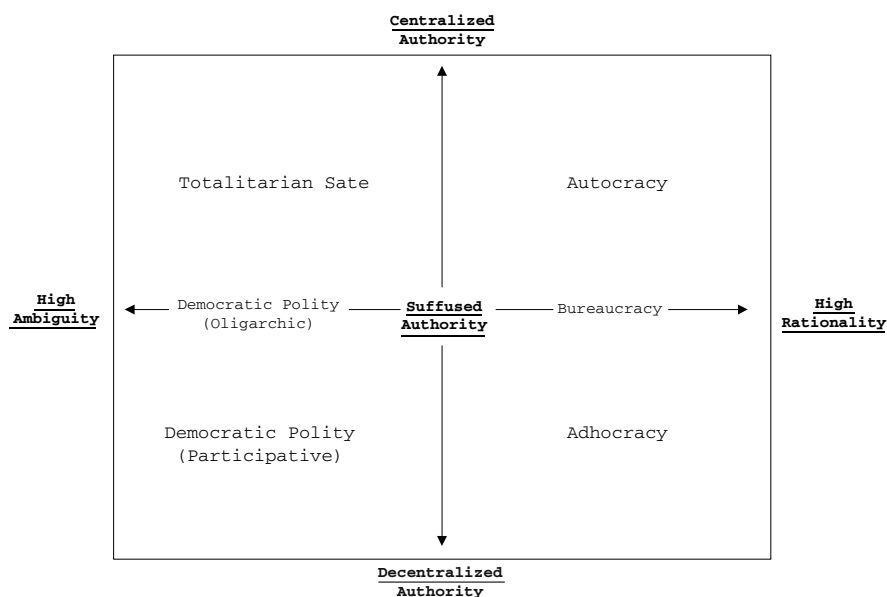 Centralized
Authority
Totalitarian Sate
Autocracy
High
Ambiguity
Democratic Polity
(Oligarchic)
Suffused
Authority
Bureaucracy
High
Rationality
Democratic Polity
(Participative)
Adhocracy
Decentralized
Authority